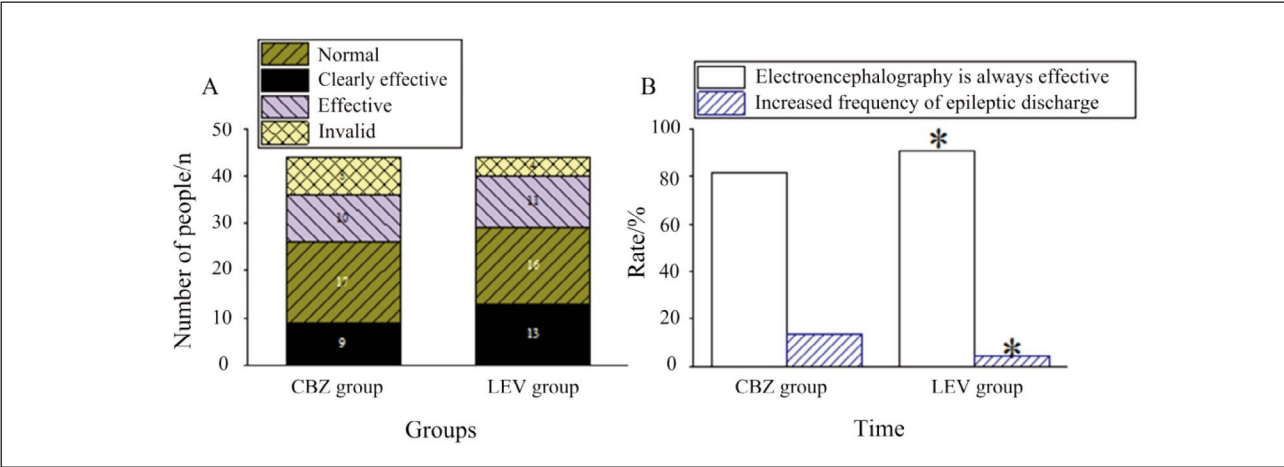 A
Normal
Clearly effective
Effective
Invalid
Number of people/n
50
40
30
20
10
0
10
17
9
4
11
16
13
CBZ group
LEV group
Groups
B
Electroencephalography is always effective
Increased frequency of epileptic discharge
Rate/%
100
80
60
40
20
0
*
*
CBZ group
LEV group
Time